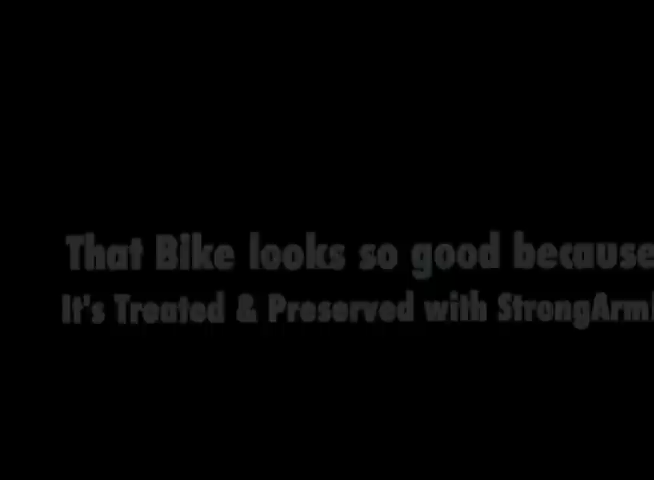 That Bike looks so good because
It's Treated & Preserved with StrongArm!